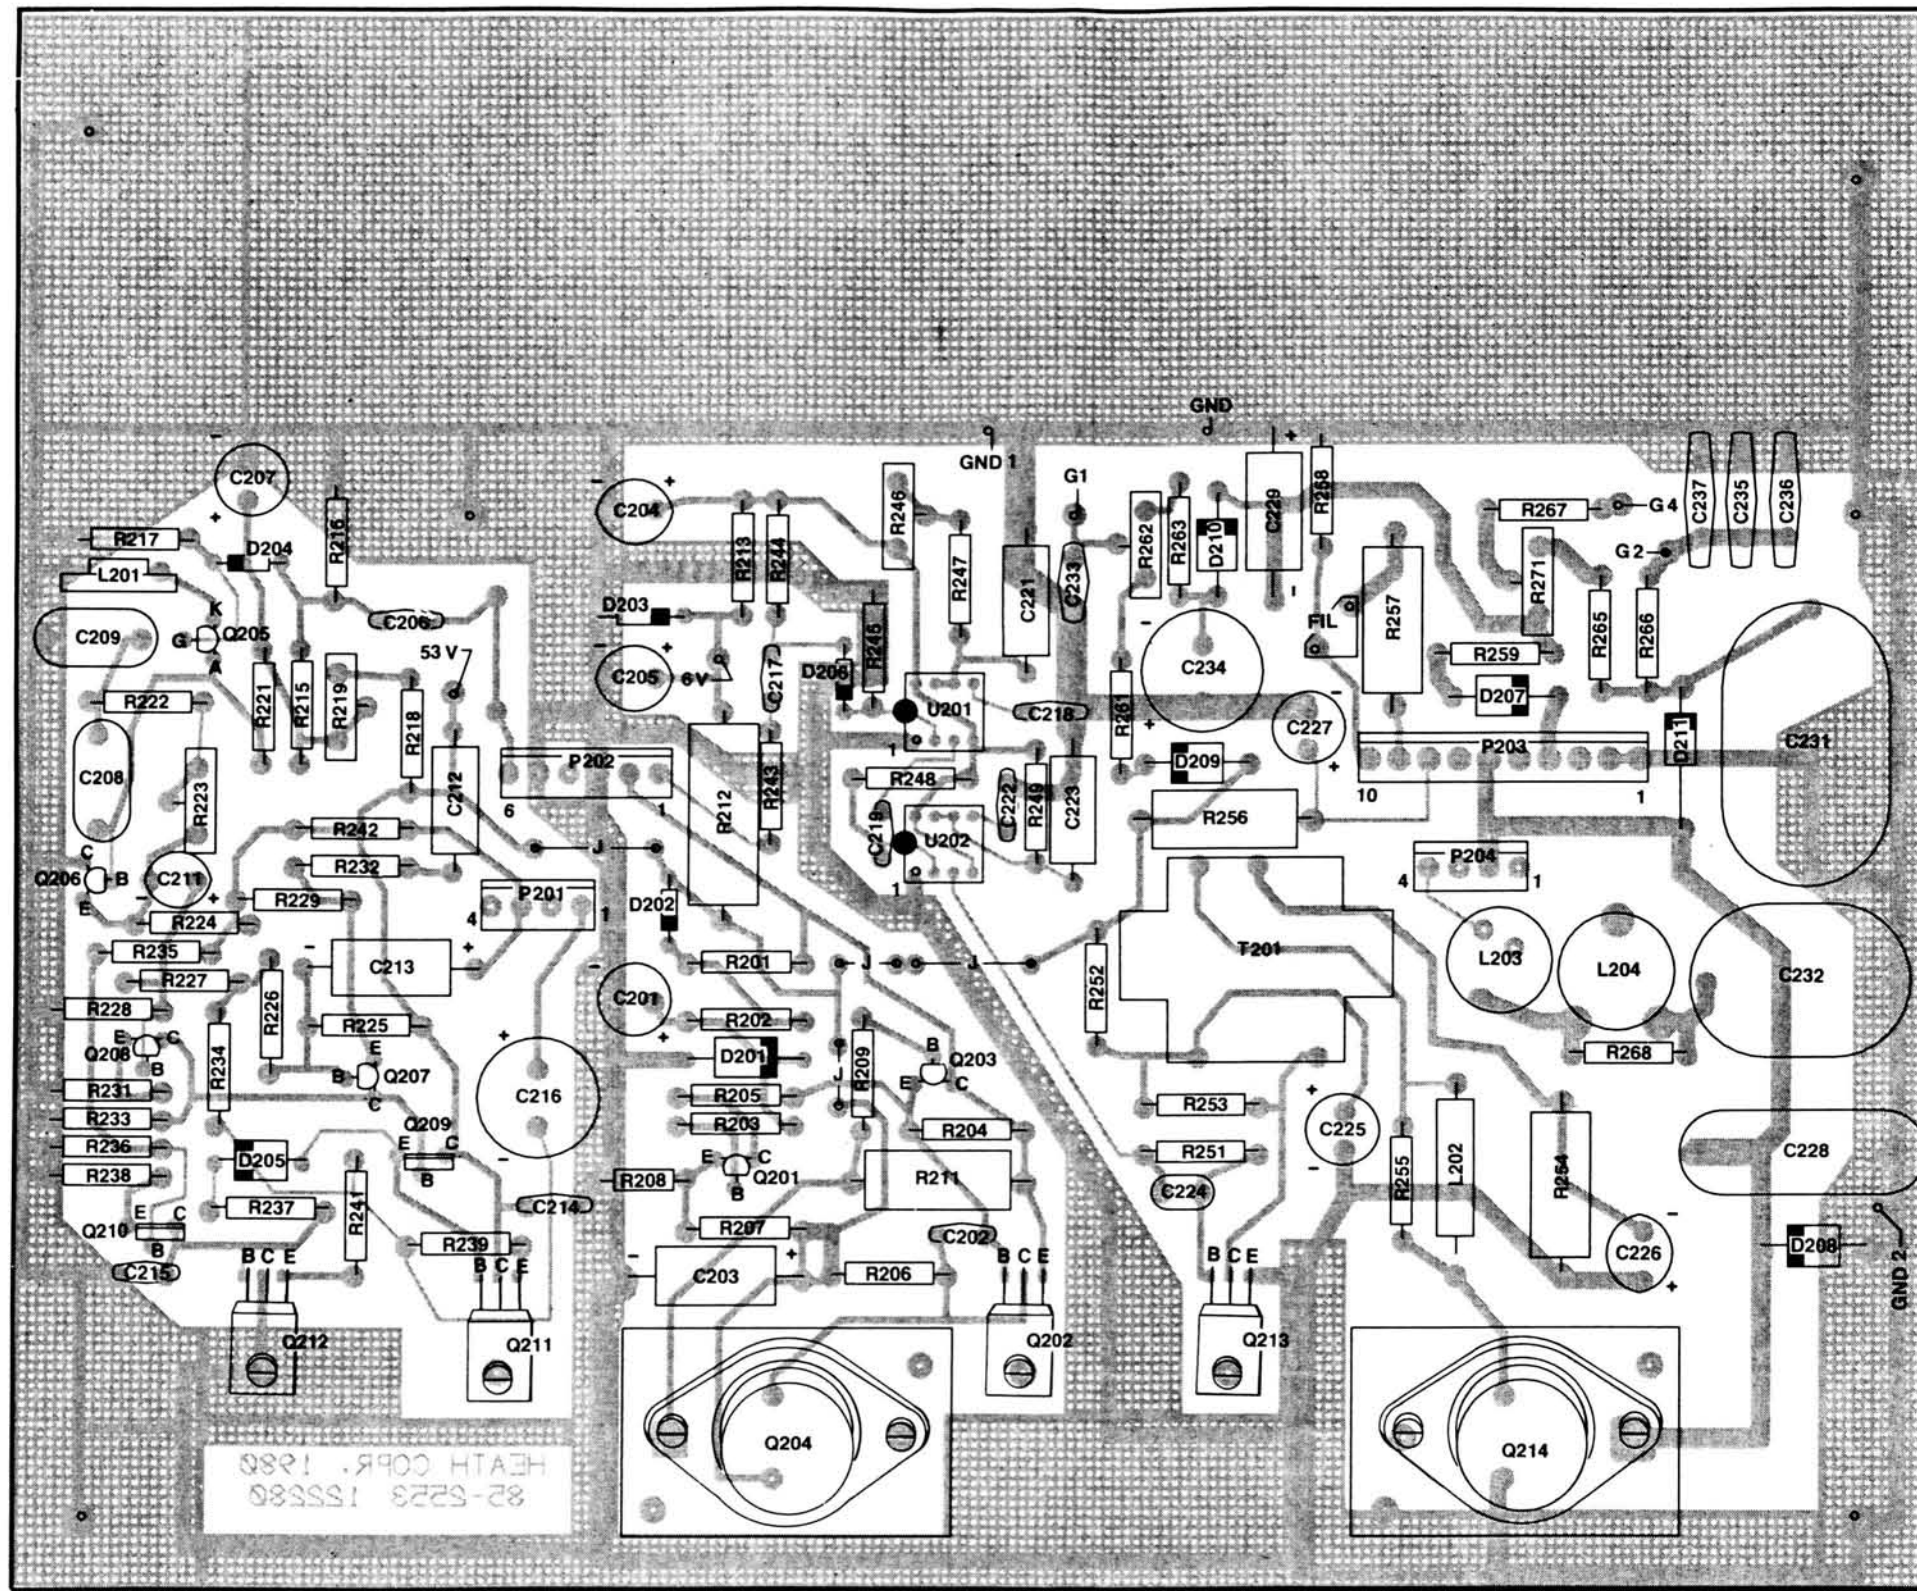 GND
GND 1
G1
C207
C204
R246
R262
R263
D210
C229
R258
R267
G4
C237
C235
C236
R217
D204
R216
R213
R244
R247
C221
C233
G2
L201
R271
D203
R245
R257
R265
R266
C209
K
G
Q205
A
C206
53 V
FIL
R259
C205
6V
C217
D206
C234
D207
R222
R221
R215
R219
R218
U201
C218
R261
C227
D211
C231
C208
R223
C212
P202
6
1
R212
R243
1
R248
C222
R249
C223
D209
P203
10
1
R242
J
C219
U202
R256
C
Q206
B
E
C211
R232
P204
4
1
R229
P201
4
1
D202
1
R224
R235
C213
R201
J
J
R252
T201
L203
L204
C232
R227
R228
R226
C201
R202
E
C
Q208
B
R234
R225
E
B
Q207
C
D201
J
R209
B
Q203
E
C
R268
R231
C216
R205
R253
R233
Q209
R203
R204
C225
R255
L202
R254
C228
R236
D205
E
C
B
E
C
Q201
B
R251
R238
R208
R211
C224
E
C
Q210
B
R237
R241
C214
R207
C202
C226
D208
GND 2
C215
B C E
R239
B C E
C203
R206
B C E
B C E
Q212
Q211
Q202
Q213
Q204
Q214
HEATH COPR. 1980
85-2553 122280